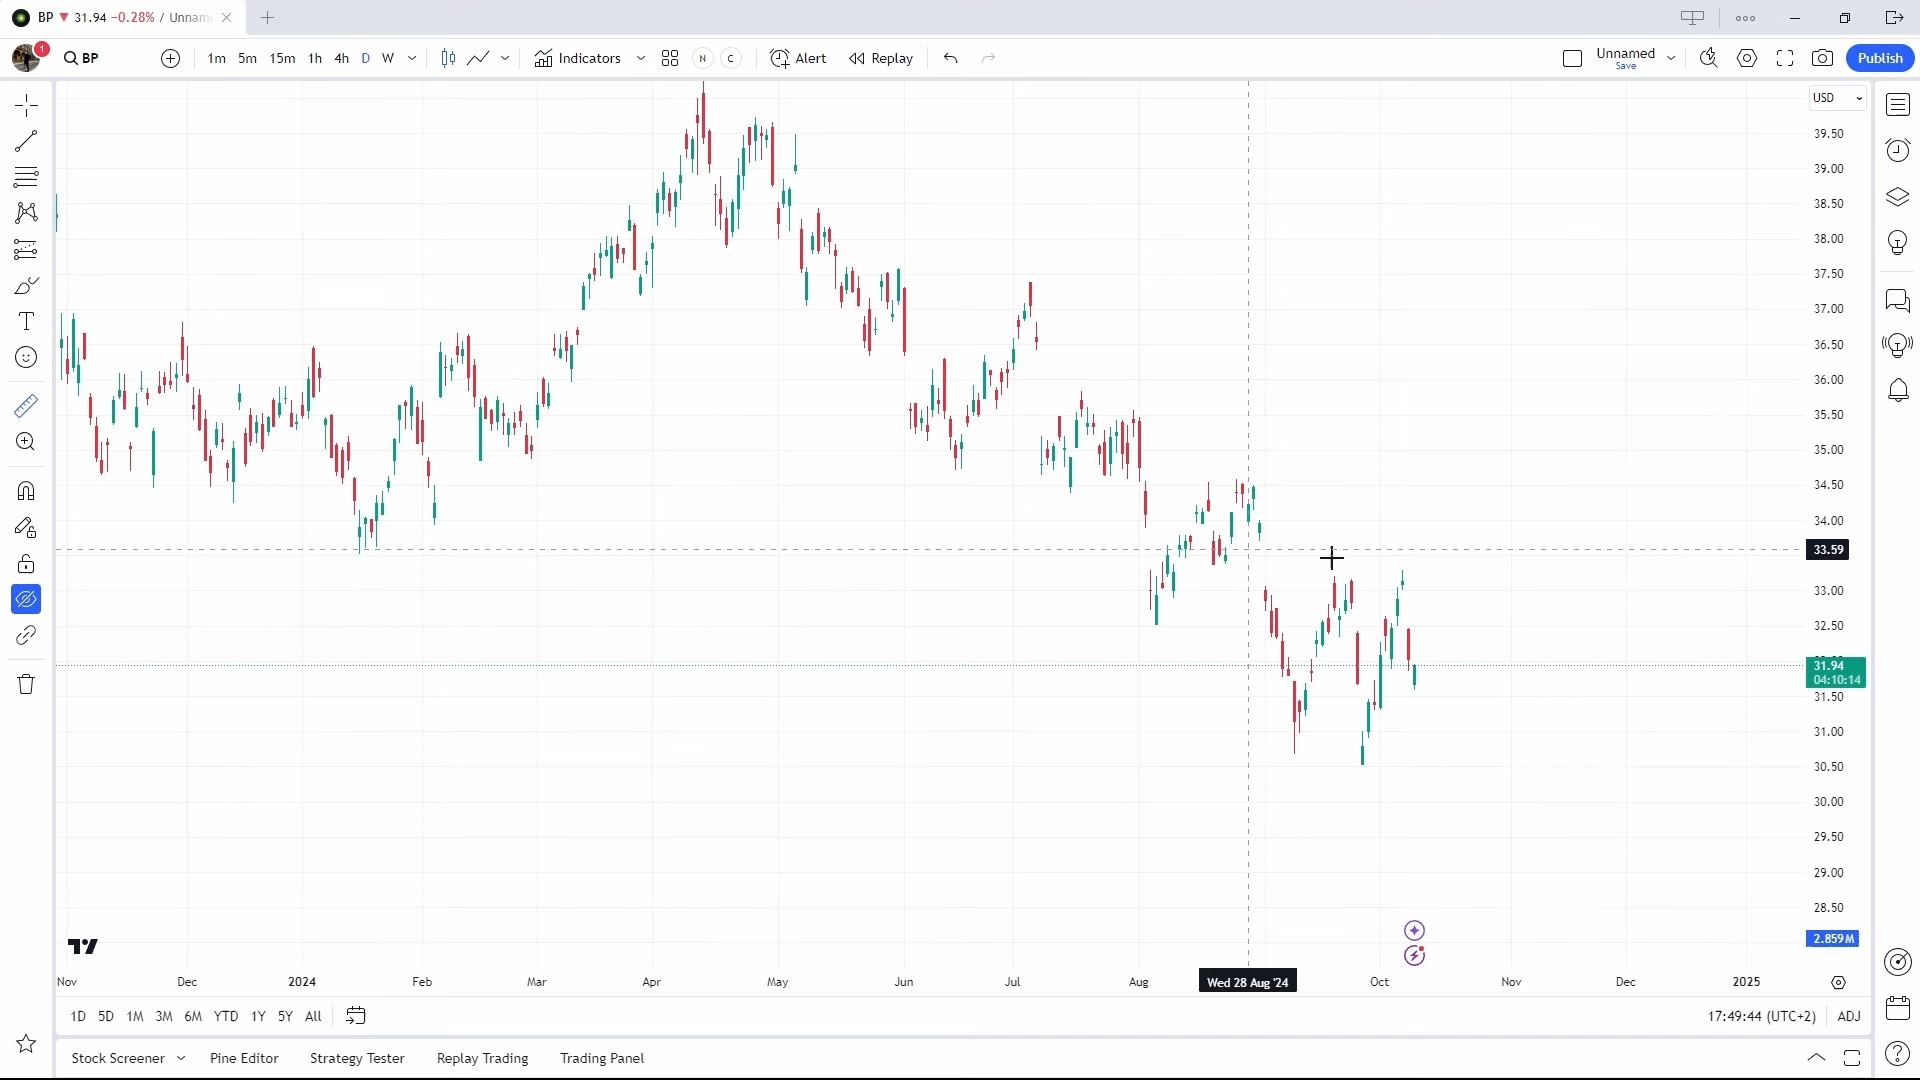 BP ▼ 31.94 −0.28% / Unnam
1
BP
1m 5m 15m 1h 4h D W
Indicators
N C
Alert
Replay
Unnamed
Save
Publish
USD
39.50
39.00
38.50
38.00
37.50
37.00
36.50
36.00
35.50
35.00
34.50
34.00
33.59
33.00
32.50
31.94
04:10:14
31.50
31.00
30.50
30.00
29.50
29.00
28.50
2.859M
Nov Dec 2024 Feb Mar Apr May Jun Jul Aug Wed 28 Aug '24 Oct Nov Dec 2025
1D 5D 1M 3M 6M YTD 1Y 5Y All
17:49:44 (UTC+2) ADJ
Stock Screener Pine Editor Strategy Tester Replay Trading Trading Panel